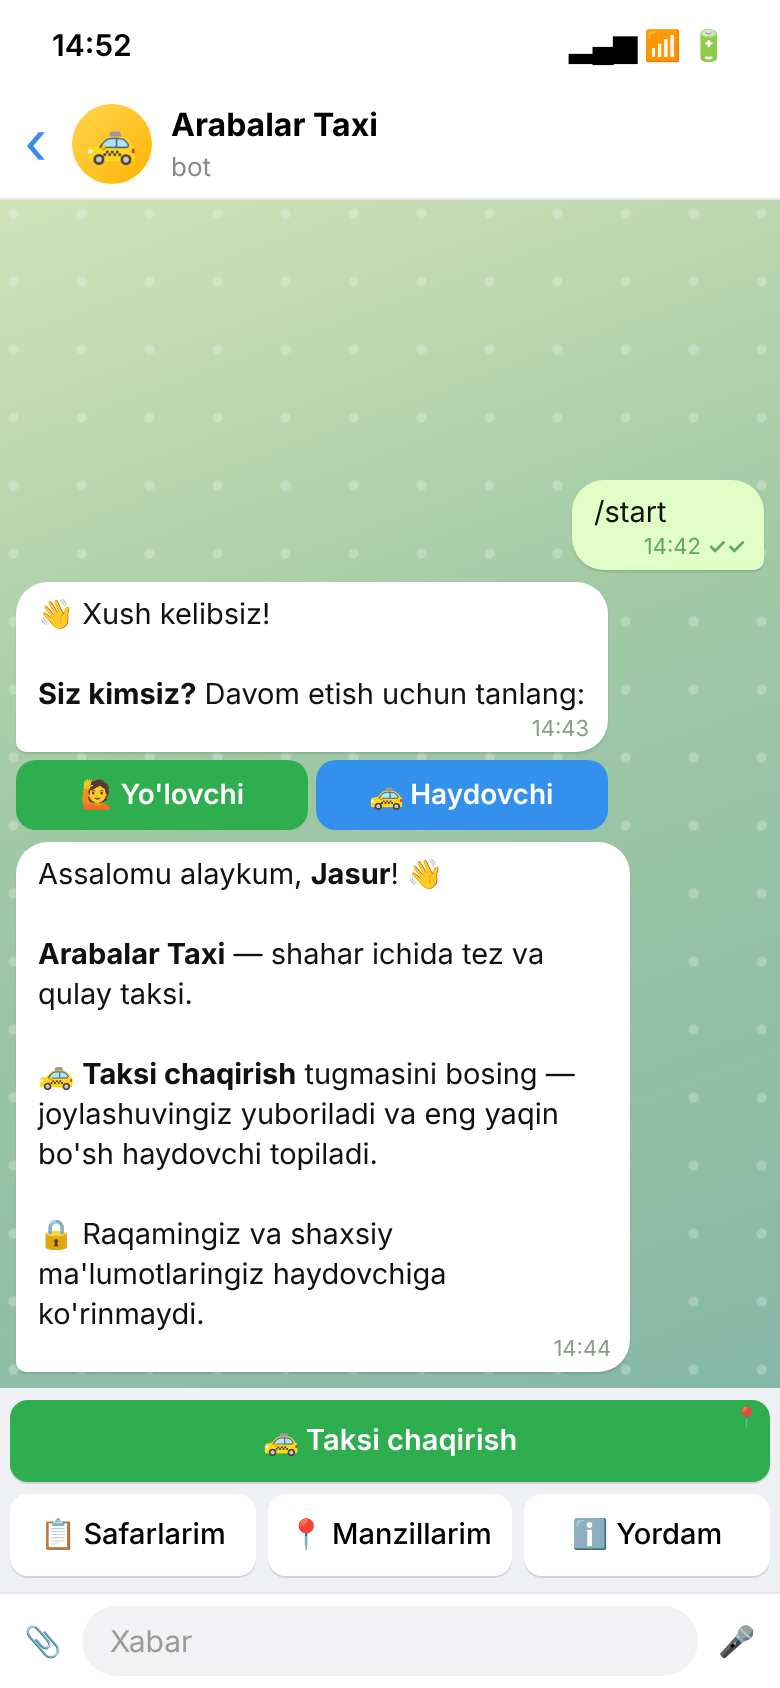 14:52
Arabalar Taxi
bot
/start
14:42
👋 Xush kelibsiz!
Siz kimsiz? Davom etish uchun tanlang:
14:43
🙋 Yo'lovchi
🚕 Haydovchi
Assalomu alaykum, Jasur! 👋
Arabalar Taxi — shahar ichida tez va
qulay taksi.
🚕 Taksi chaqirish tugmasini bosing —
joylashuvingiz yuboriladi va eng yaqin
bo'sh haydovchi topiladi.
🔒 Raqamingiz va shaxsiy
ma'lumotlaringiz haydovchiga
ko'rinmaydi.
14:44
🚕 Taksi chaqirish
📋 Safarlarim
📍 Manzillarim
ℹ️ Yordam
Xabar